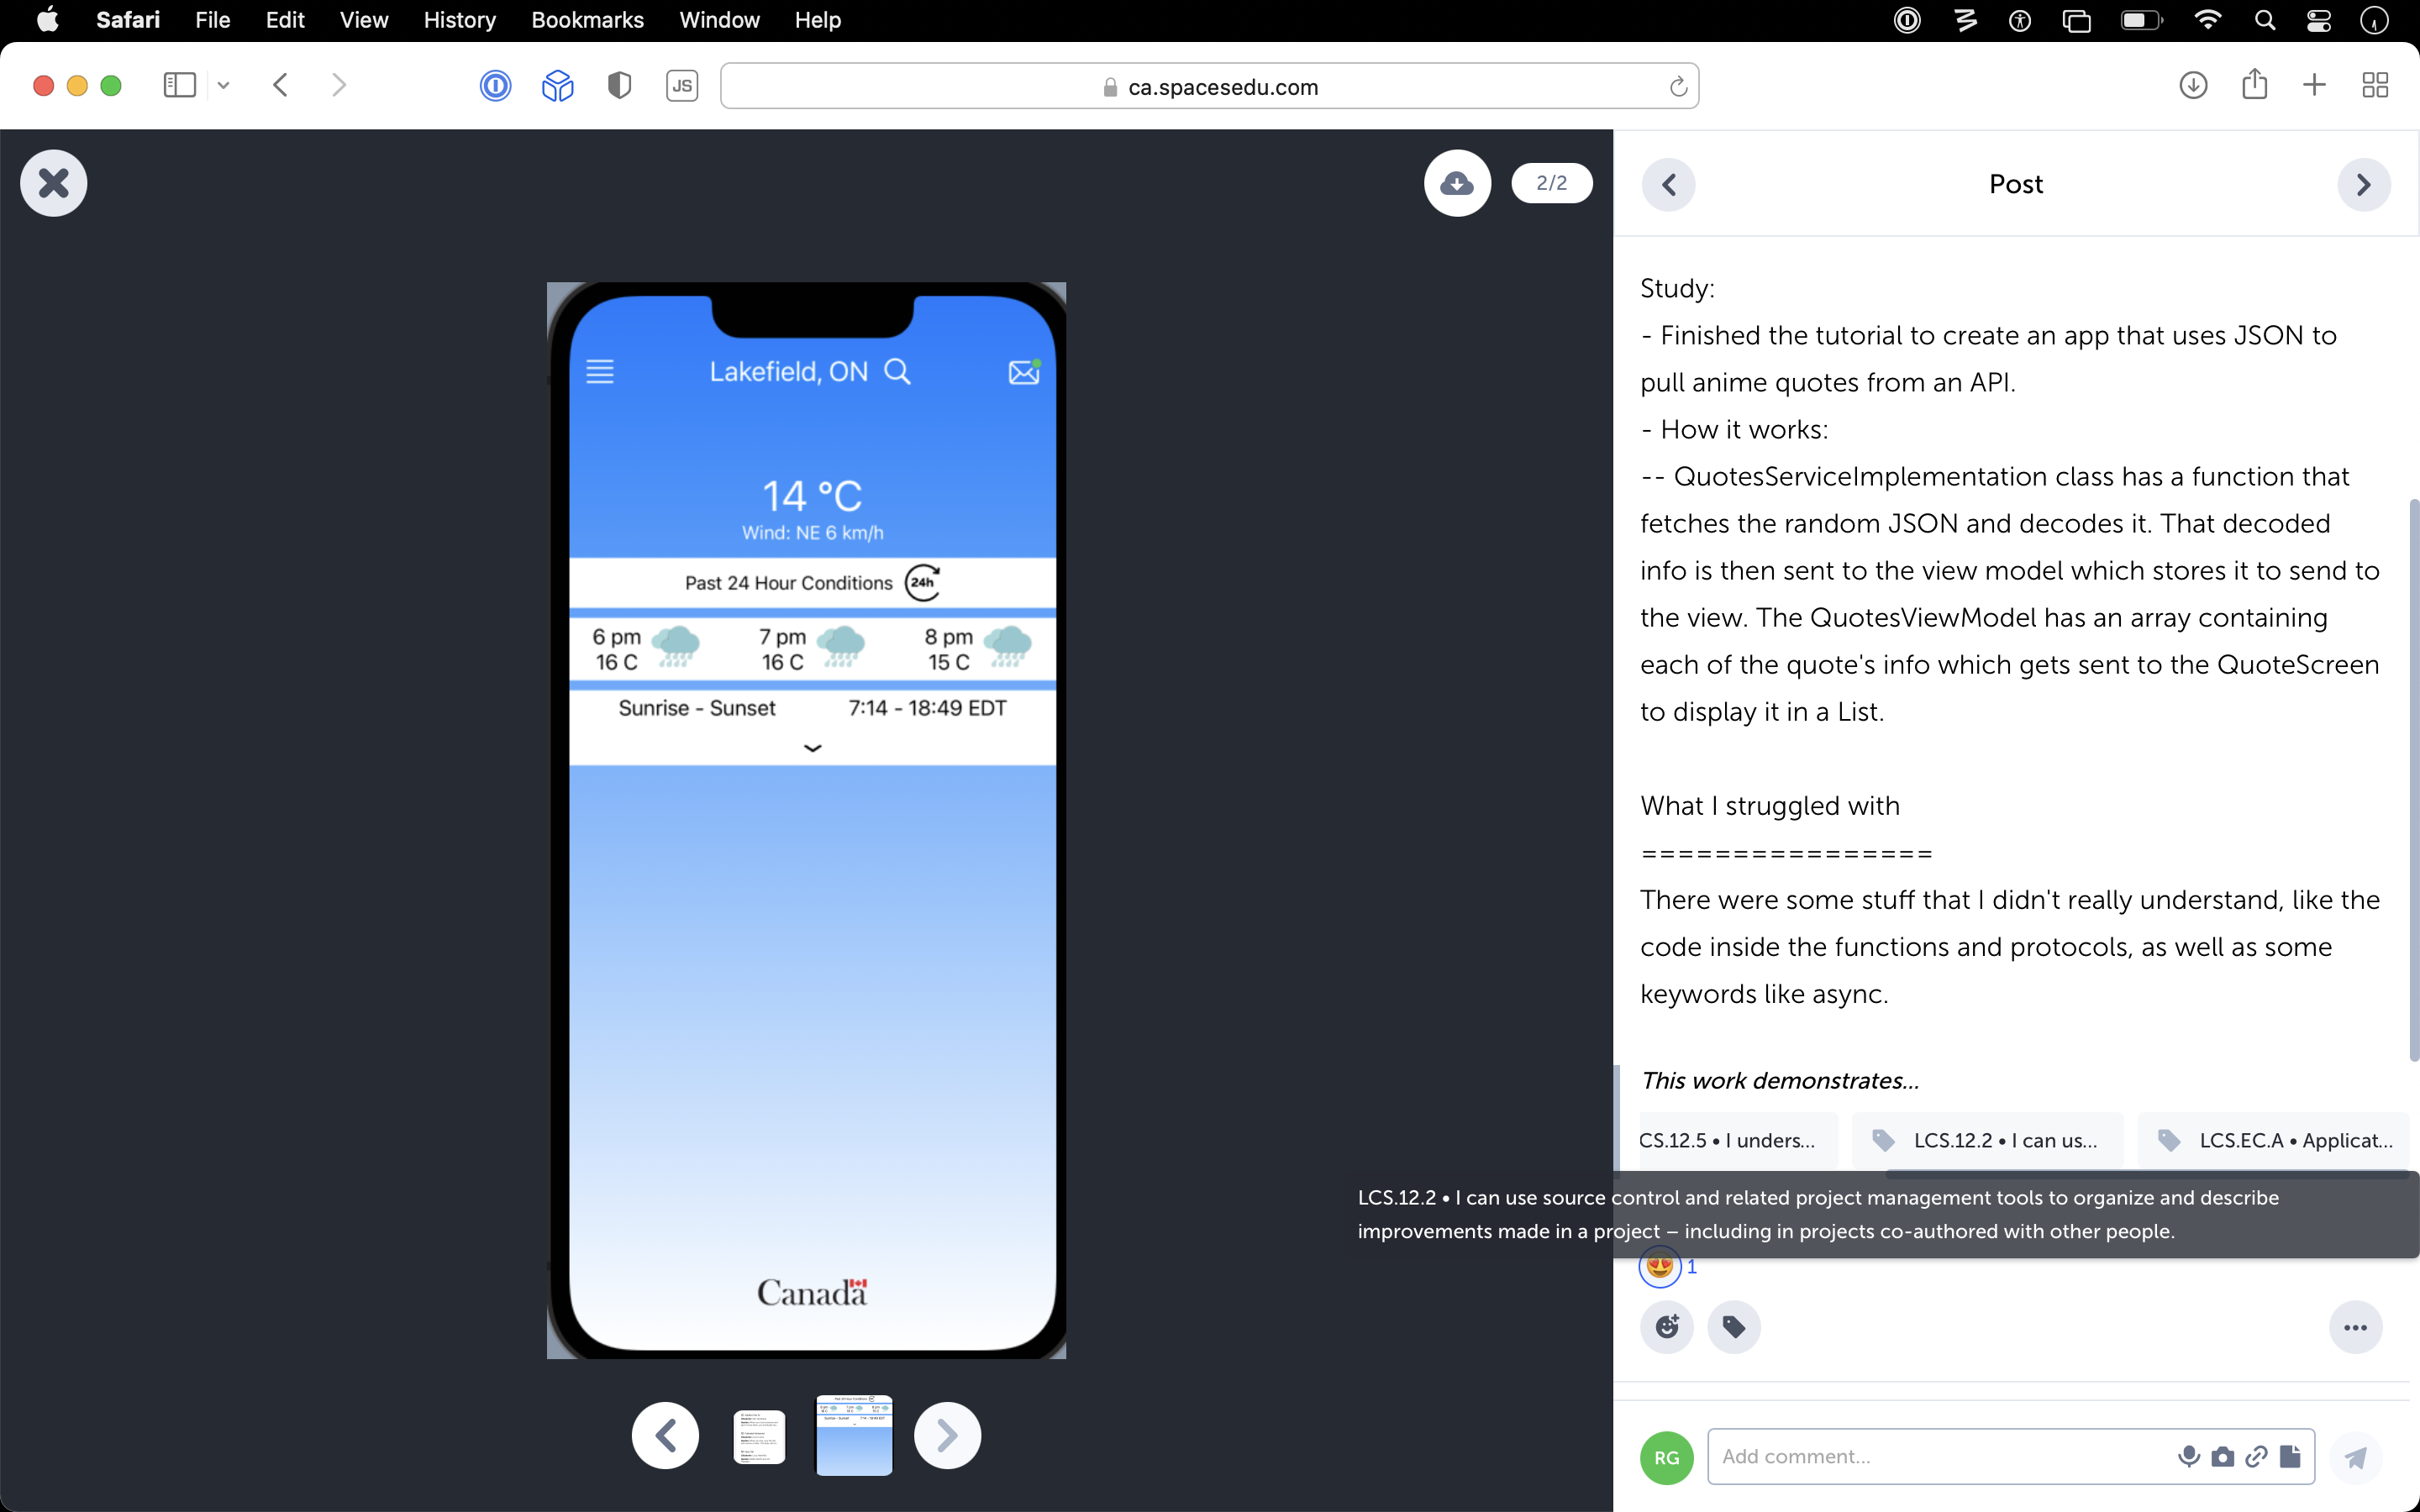 Safari File Edit View History Bookmarks Window Help
JS
ca.spacesedu.com
2/2
Lakefield, ON
14 °C
Wind: NE 6 km/h
Past 24 Hour Conditions 24h
6 pm 7 pm 8 pm
16 C 16 C 15 C
Sunrise - Sunset 7:14 - 18:49 EDT
Canada
Post
Study:
- Finished the tutorial to create an app that uses JSON to
pull anime quotes from an API.
- How it works:
-- QuotesServiceImplementation class has a function that
fetches the random JSON and decodes it. That decoded
info is then sent to the view model which stores it to send to
the view. The QuotesViewModel has an array containing
each of the quote's info which gets sent to the QuoteScreen
to display it in a List.
What I struggled with
================
There were some stuff that I didn't really understand, like the
code inside the functions and protocols, as well as some
keywords like async.
This work demonstrates...
CS.12.5 • I unders... LCS.12.2 • I can us... LCS.EC.A • Applicat...
LCS.12.2 • I can use source control and related project management tools to organize and describe
improvements made in a project – including in projects co-authored with other people.
1
RG Add comment...